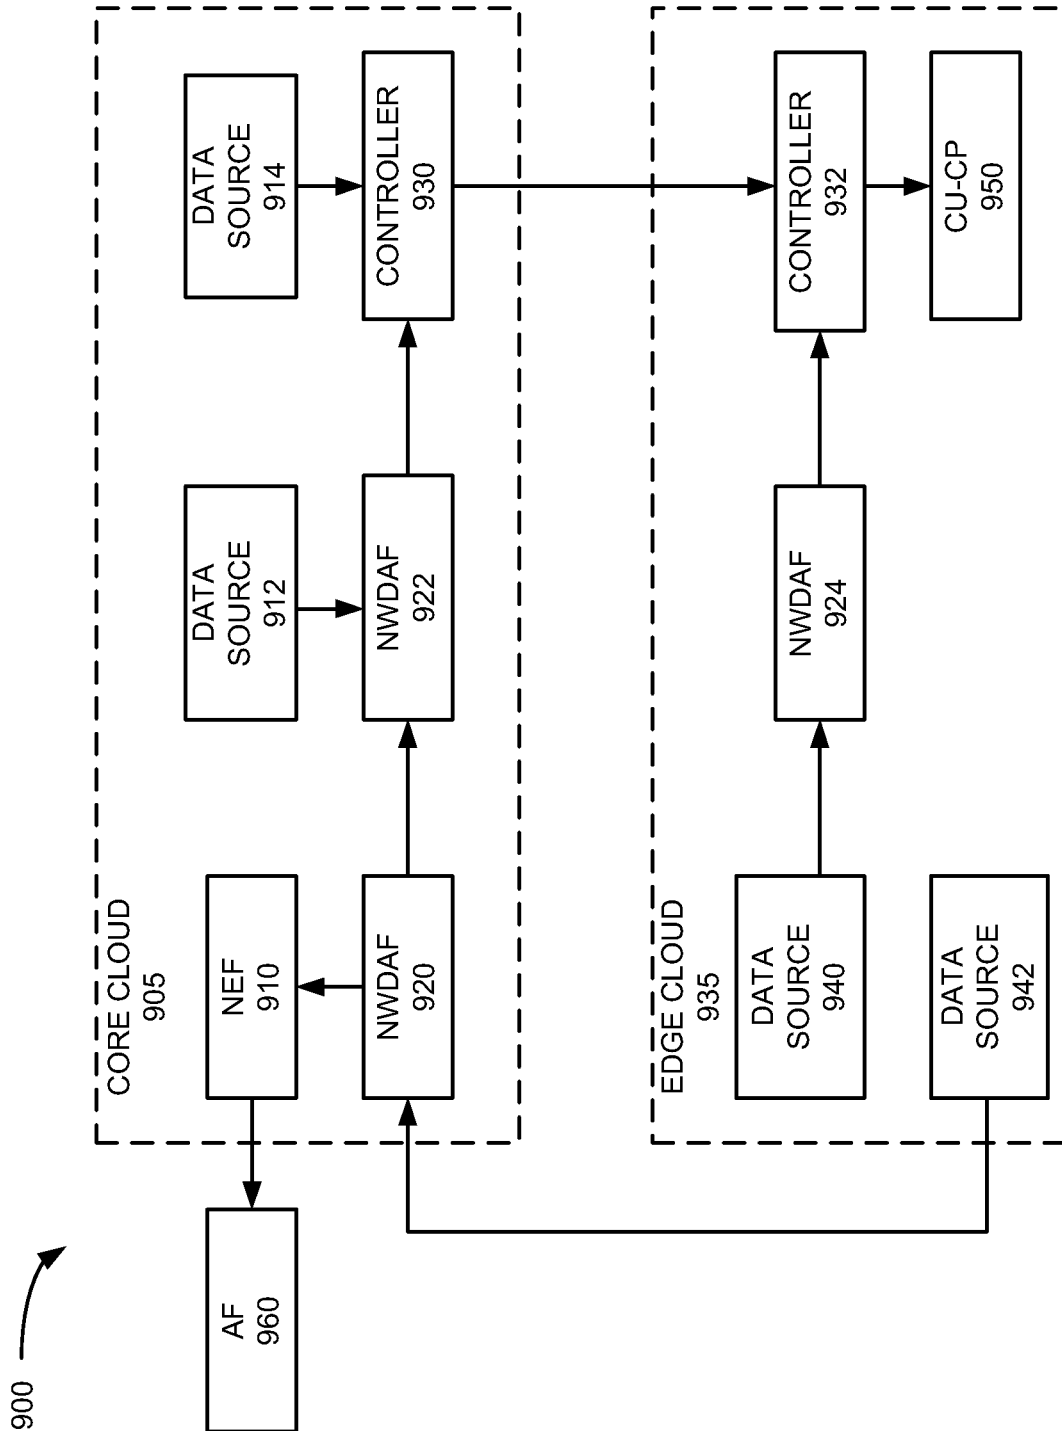 900
AF
960
CORE CLOUD
905
NEF
910
DATA
SOURCE
912
DATA
SOURCE
914
NWDAF
920
NWDAF
922
CONTROLLER
930
EDGE CLOUD
935
DATA
SOURCE
940
NWDAF
924
CONTROLLER
932
DATA
SOURCE
942
CU-CP
950